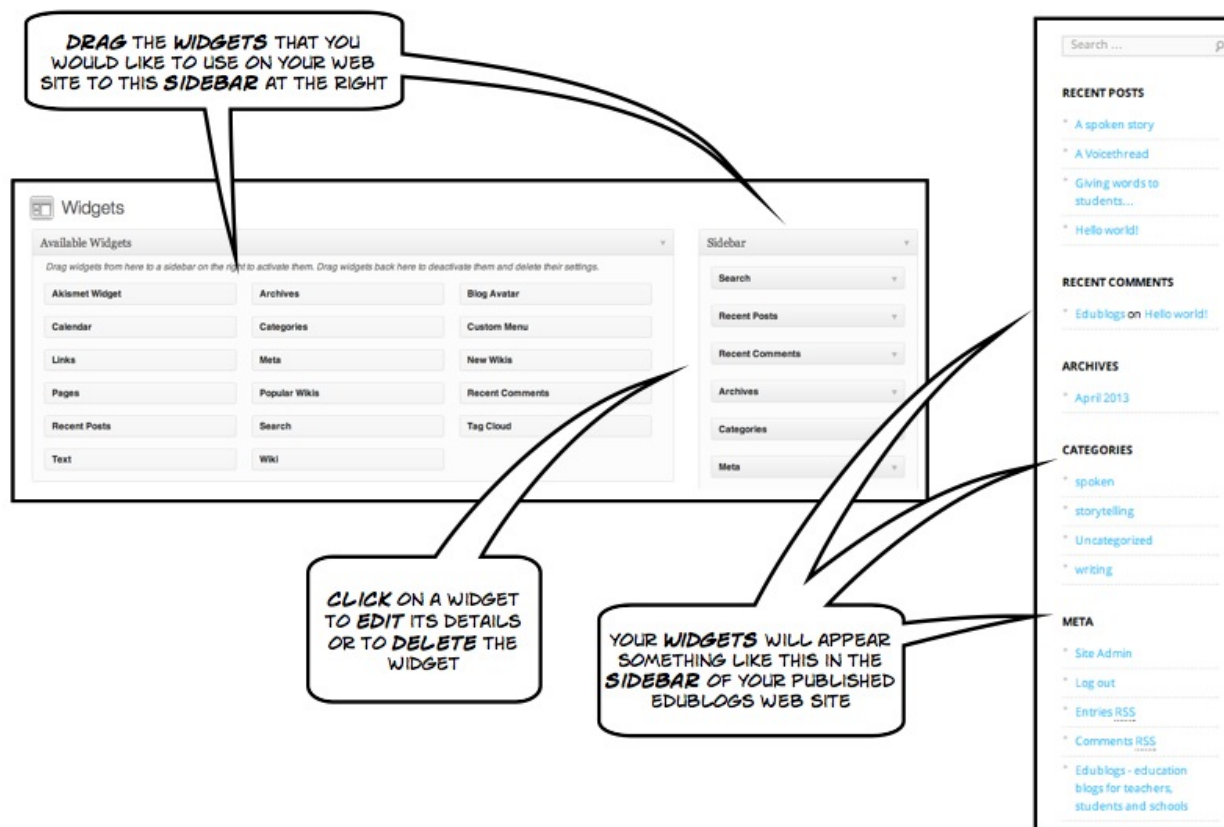 DRAG THE WIDGETS THAT YOU
WOULD LIKE TO USE ON YOUR WEB
SITE TO THIS SIDEBAR AT THE RIGHT
Widgets
Available Widgets
Drag widgets from here to a sidebar on the right to activate them. Drag widgets back here to deactivate them and delete their settings.
Akismet Widget
Archives
Blog Avatar
Calendar
Categories
Custom Menu
Links
Meta
New Wikis
Pages
Popular Wikis
Recent Comments
Recent Posts
Search
Tag Cloud
Text
Wiki
Sidebar
Search
Recent Posts
Recent Comments
Archives
Categories
Meta
CLICK ON A WIDGET
TO EDIT ITS DETAILS
OR TO DELETE THE
WIDGET
YOUR WIDGETS WILL APPEAR
SOMETHING LIKE THIS IN THE
SIDEBAR OF YOUR PUBLISHED
EDUBLOGS WEB SITE
Search ...
RECENT POSTS
A spoken story
A Voicethread
Giving words to
students...
Hello world!
RECENT COMMENTS
Edublogs on Hello world!
ARCHIVES
April 2013
CATEGORIES
spoken
storytelling
Uncategorized
writing
META
Site Admin
Log out
Entries RSS
Comments RSS
Edublogs - education
blogs for teachers,
students and schools